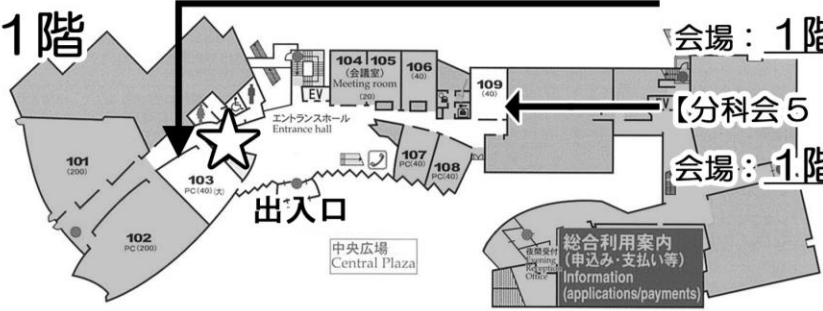 1階
会場：1階
【分科会5
会場：1階
104 105
(会議室)
Meeting room
(20)
106
(40)
109
(40)
EV
エントランスホール
Entrance hall
101
(200)
103
PC(40)(大)
102
PC(200)
107
PC(40)
108
PC(40)
出入口
中央広場
Central Plaza
夜間受付
Evening
Reception
Office
総合利用案内
(申込み・支払い等)
Information
(applications/payments)